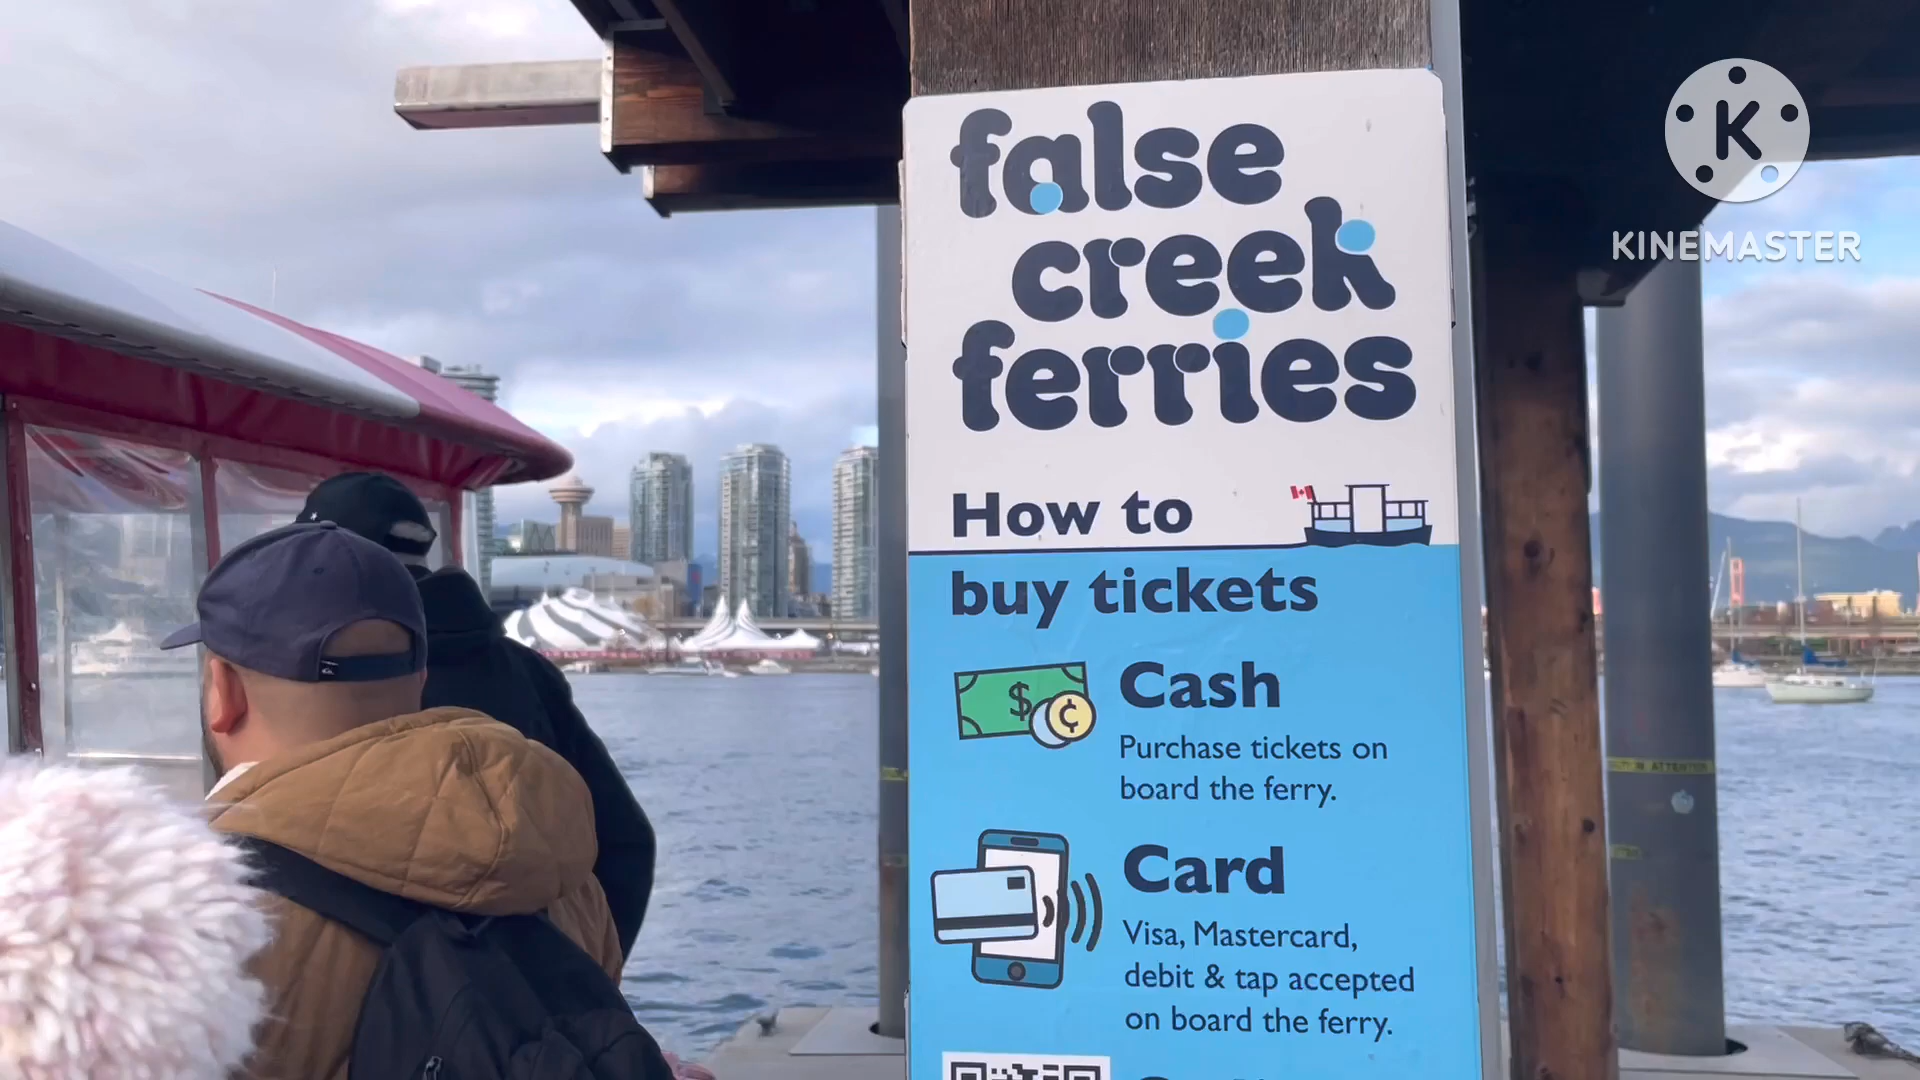 K
KINEMASTER
false
creek
ferries
How to
buy tickets
$
¢
Cash
Purchase tickets on
board the ferry.
Card
Visa, Mastercard,
debit & tap accepted
on board the ferry.